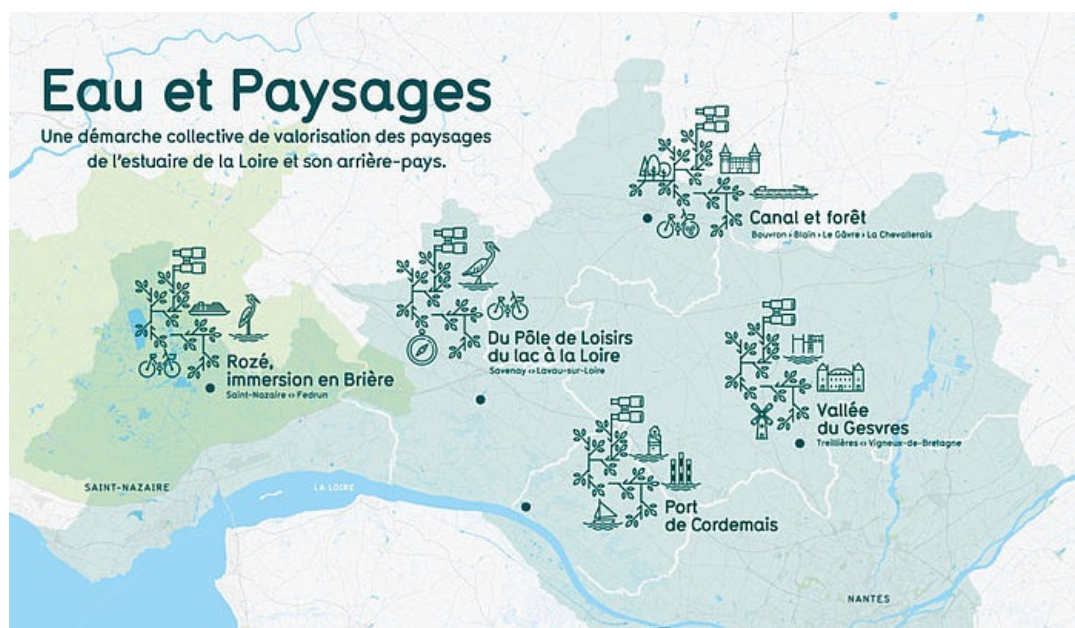 Eau et Paysages
Une démarche collective de valorisation des paysages
de l'estuaire de la Loire et son arrière-pays.
Canal et forêt
Bouvron › Blain › Le Gâvre › La Chevallerais
Du Pôle de Loisirs
du lac à la Loire
Savenay ‹› Lavau-sur-Loire
Rozé,
immersion en Brière
Saint-Nazaire ‹› Fedrun
Vallée
du Gesvres
Treillières ‹› Vigneux-de-Bretagne
SAINT-NAZAIRE
LA LOIRE
Port
de Cordemais
NANTES